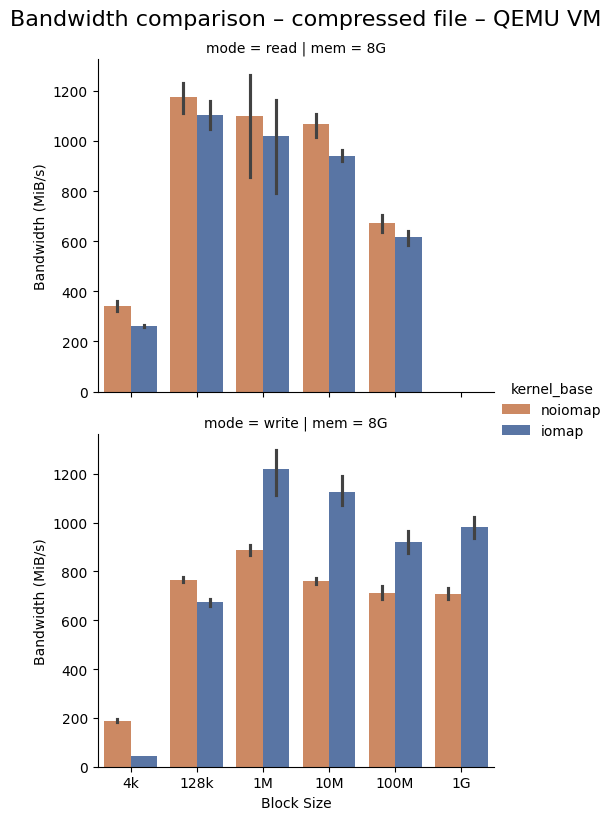 Bandwidth comparison – compressed file – QEMU VM
mode = read | mem = 8G
1200
1000
800
600
400
200
0
Bandwidth (MiB/s)
kernel_base
noiomap
iomap
mode = write | mem = 8G
1200
1000
800
600
400
200
0
Bandwidth (MiB/s)
4k 128k 1M 10M 100M 1G
Block Size